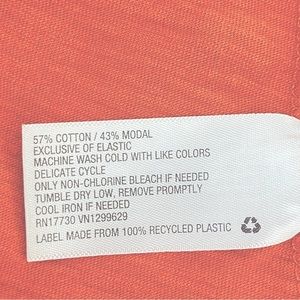 57% COTTON / 43% MODAL
EXCLUSIVE OF ELASTIC
MACHINE WASH COLD WITH LIKE COLORS
DELICATE CYCLE
ONLY NON-CHLORINE BLEACH IF NEEDED
TUMBLE DRY LOW, REMOVE PROMPTLY
COOL IRON IF NEEDED
RN17730 VN1299629
LABEL MADE FROM 100% RECYCLED PLASTIC